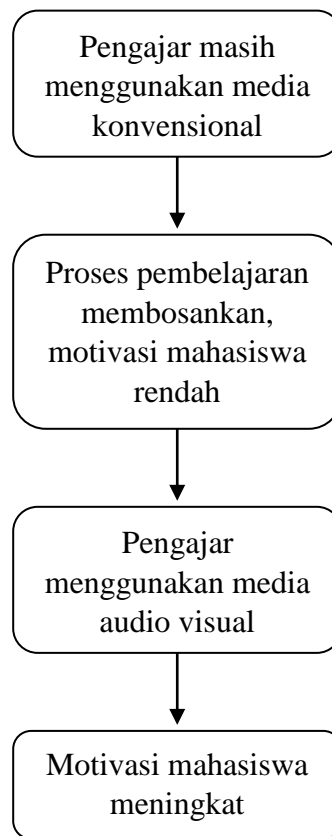 Pengajar masih
menggunakan media
konvensional
Proses pembelajaran
membosankan,
motivasi mahasiswa
rendah
Pengajar
menggunakan media
audio visual
Motivasi mahasiswa
meningkat